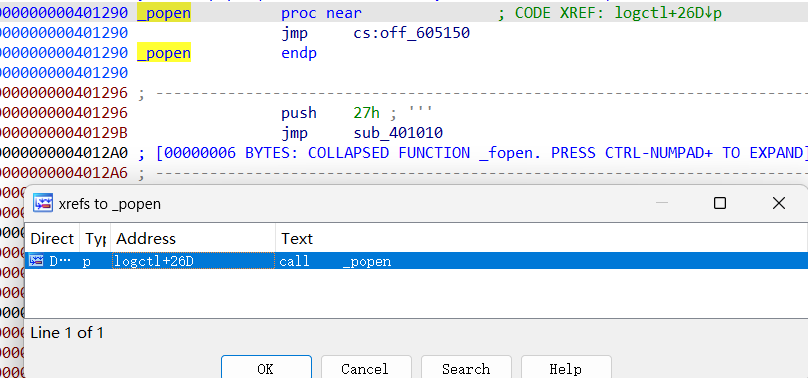 000000000401290 _popen proc near ; CODE XREF: logctl+26D↓p
000000000401290 jmp cs:off_605150
000000000401290 _popen endp
000000000401290
000000000401296 ; ---------------------------------------------------------------------------
000000000401296 push 27h ; '''
00000000040129B jmp sub_401010
0000000004012A0 ; [00000006 BYTES: COLLAPSED FUNCTION _fopen. PRESS CTRL-NUMPAD+ TO EXPAND]
0000000004012A6 ; ---------------------------------------------------------------------------
xrefs to _popen
Direct Typ Address Text
D… p logctl+26D call _popen
Line 1 of 1
OK Cancel Search Help